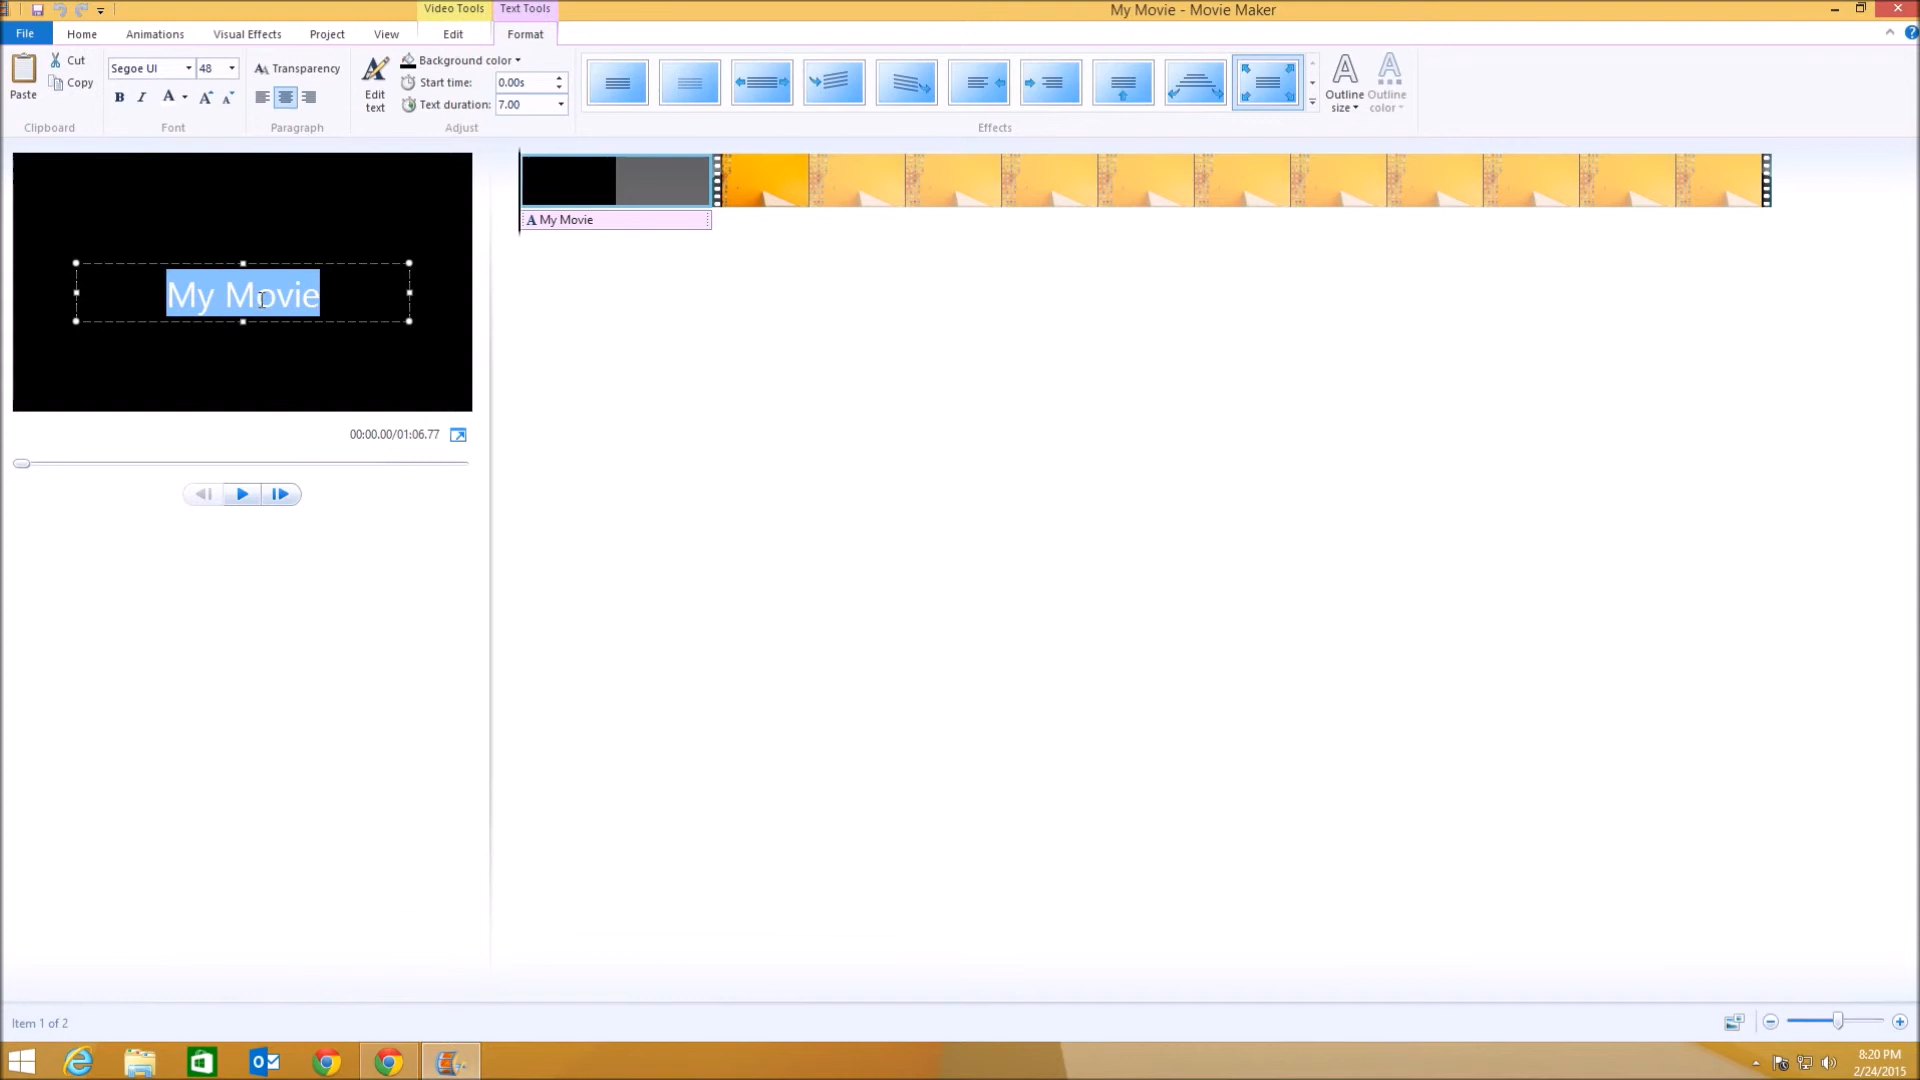 Video Tools
Text Tools
My Movie - Movie Maker
File
Home
Animations
Visual Effects
Project
View
Edit
Format
Paste
Cut
Copy
Clipboard
Segoe UI
48
B I A A A
Font
Transparency
Paragraph
Edit
text
Background color
Start time:
0.00s
Text duration:
7.00
Adjust
Effects
A
Outline
size
A
Outline
color
My Movie
A My Movie
00:00.00/01:06.77
Item 1 of 2
8:20 PM
2/24/2015